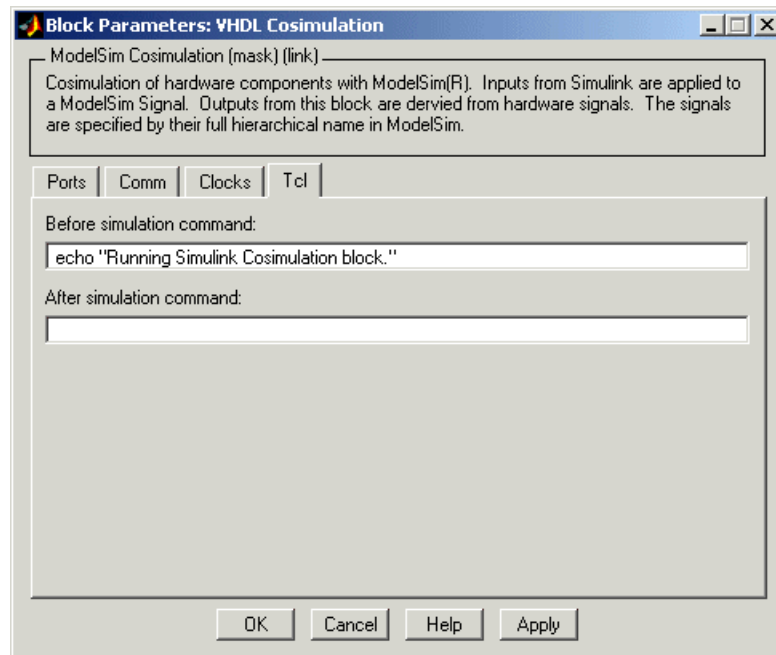 Block Parameters: VHDL Cosimulation
ModelSim Cosimulation (mask) (link)
Cosimulation of hardware components with ModelSim(R). Inputs from Simulink are applied to
a ModelSim Signal. Outputs from this block are dervied from hardware signals. The signals
are specified by their full hierarchical name in ModelSim.
Ports Comm Clocks Tcl
Before simulation command:
echo "Running Simulink Cosimulation block."
After simulation command:
OK Cancel Help Apply